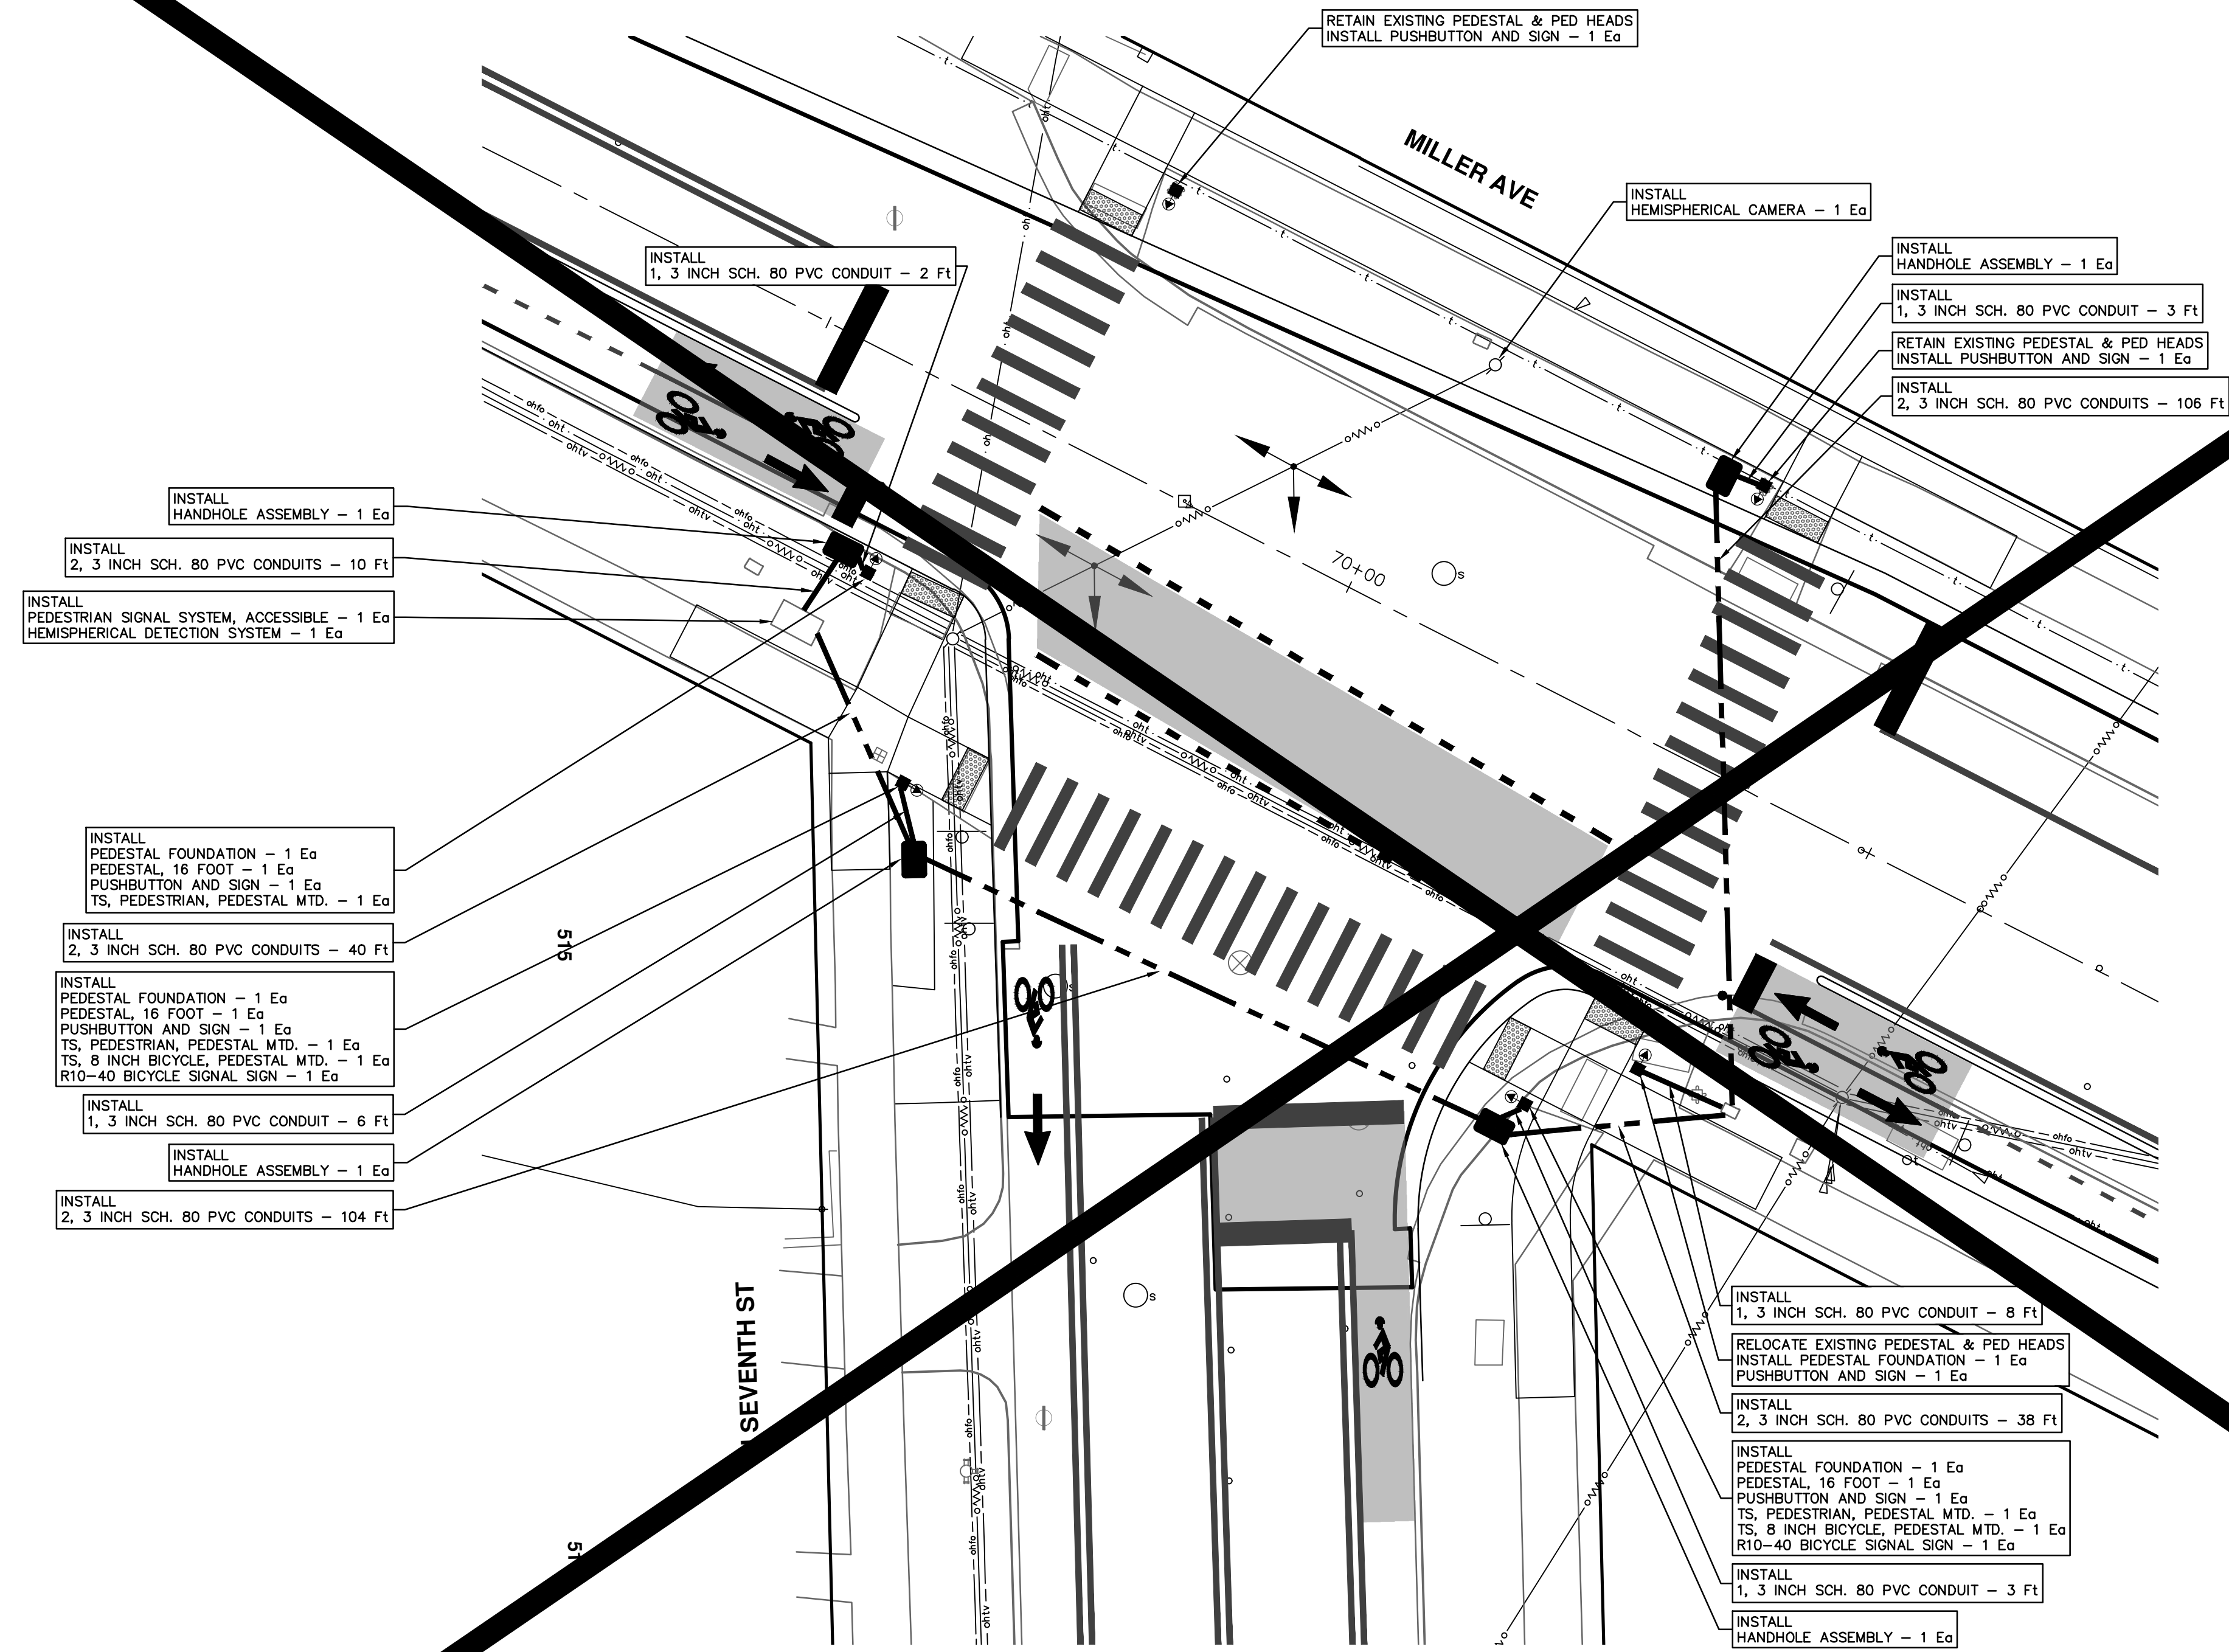 RETAIN EXISTING PEDESTAL & PED HEADS
INSTALL PUSHBUTTON AND SIGN – 1 Ea
MILLER AVE
INSTALL
HEMISPHERICAL CAMERA – 1 Ea
INSTALL
HANDHOLE ASSEMBLY – 1 Ea
INSTALL
1, 3 INCH SCH. 80 PVC CONDUIT – 3 Ft
RETAIN EXISTING PEDESTAL & PED HEADS
INSTALL PUSHBUTTON AND SIGN – 1 Ea
INSTALL
2, 3 INCH SCH. 80 PVC CONDUITS – 106 Ft
INSTALL
1, 3 INCH SCH. 80 PVC CONDUIT – 2 Ft
INSTALL
HANDHOLE ASSEMBLY – 1 Ea
INSTALL
2, 3 INCH SCH. 80 PVC CONDUITS – 10 Ft
INSTALL
PEDESTRIAN SIGNAL SYSTEM, ACCESSIBLE – 1 Ea
HEMISPHERICAL DETECTION SYSTEM – 1 Ea
70+00
INSTALL
PEDESTAL FOUNDATION – 1 Ea
PEDESTAL, 16 FOOT – 1 Ea
PUSHBUTTON AND SIGN – 1 Ea
TS, PEDESTRIAN, PEDESTAL MTD. – 1 Ea
INSTALL
2, 3 INCH SCH. 80 PVC CONDUITS – 40 Ft
INSTALL
PEDESTAL FOUNDATION – 1 Ea
PEDESTAL, 16 FOOT – 1 Ea
PUSHBUTTON AND SIGN – 1 Ea
TS, PEDESTRIAN, PEDESTAL MTD. – 1 Ea
TS, 8 INCH BICYCLE, PEDESTAL MTD. – 1 Ea
R10–40 BICYCLE SIGNAL SIGN – 1 Ea
INSTALL
1, 3 INCH SCH. 80 PVC CONDUIT – 6 Ft
INSTALL
HANDHOLE ASSEMBLY – 1 Ea
INSTALL
2, 3 INCH SCH. 80 PVC CONDUITS – 104 Ft
515
SEVENTH ST
INSTALL
1, 3 INCH SCH. 80 PVC CONDUIT – 8 Ft
RELOCATE EXISTING PEDESTAL & PED HEADS
INSTALL PEDESTAL FOUNDATION – 1 Ea
PUSHBUTTON AND SIGN – 1 Ea
INSTALL
2, 3 INCH SCH. 80 PVC CONDUITS – 38 Ft
INSTALL
PEDESTAL FOUNDATION – 1 Ea
PEDESTAL, 16 FOOT – 1 Ea
PUSHBUTTON AND SIGN – 1 Ea
TS, PEDESTRIAN, PEDESTAL MTD. – 1 Ea
TS, 8 INCH BICYCLE, PEDESTAL MTD. – 1 Ea
R10–40 BICYCLE SIGNAL SIGN – 1 Ea
INSTALL
1, 3 INCH SCH. 80 PVC CONDUIT – 3 Ft
INSTALL
HANDHOLE ASSEMBLY – 1 Ea